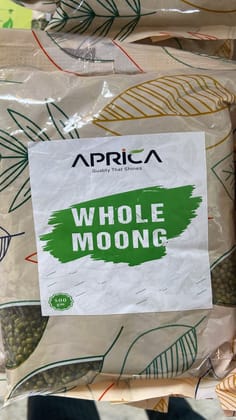 APRICA
Quality That Shines
WHOLE
MOONG
500
gm